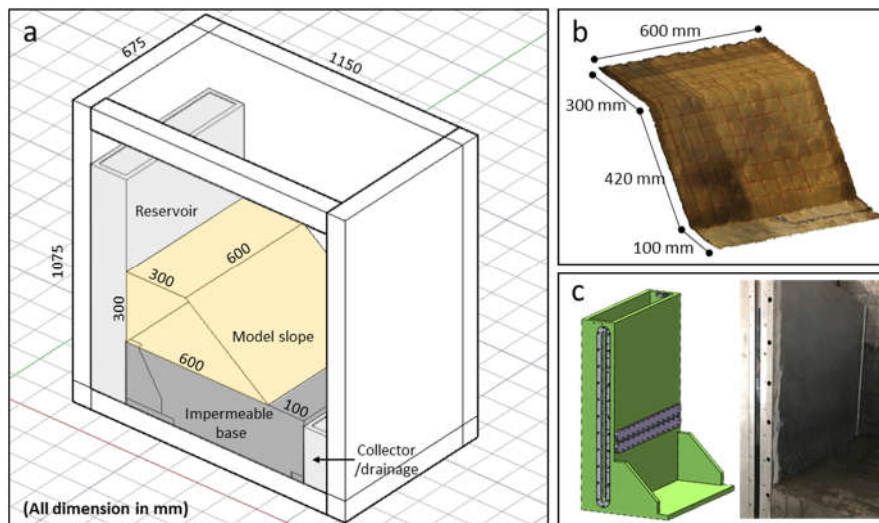 a
675
1150
Reservoir
600
300
1075
300
Model slope
600
100
Impermeable
base
Collector
/drainage
(All dimension in mm)
b
600 mm
300 mm
420 mm
100 mm
c